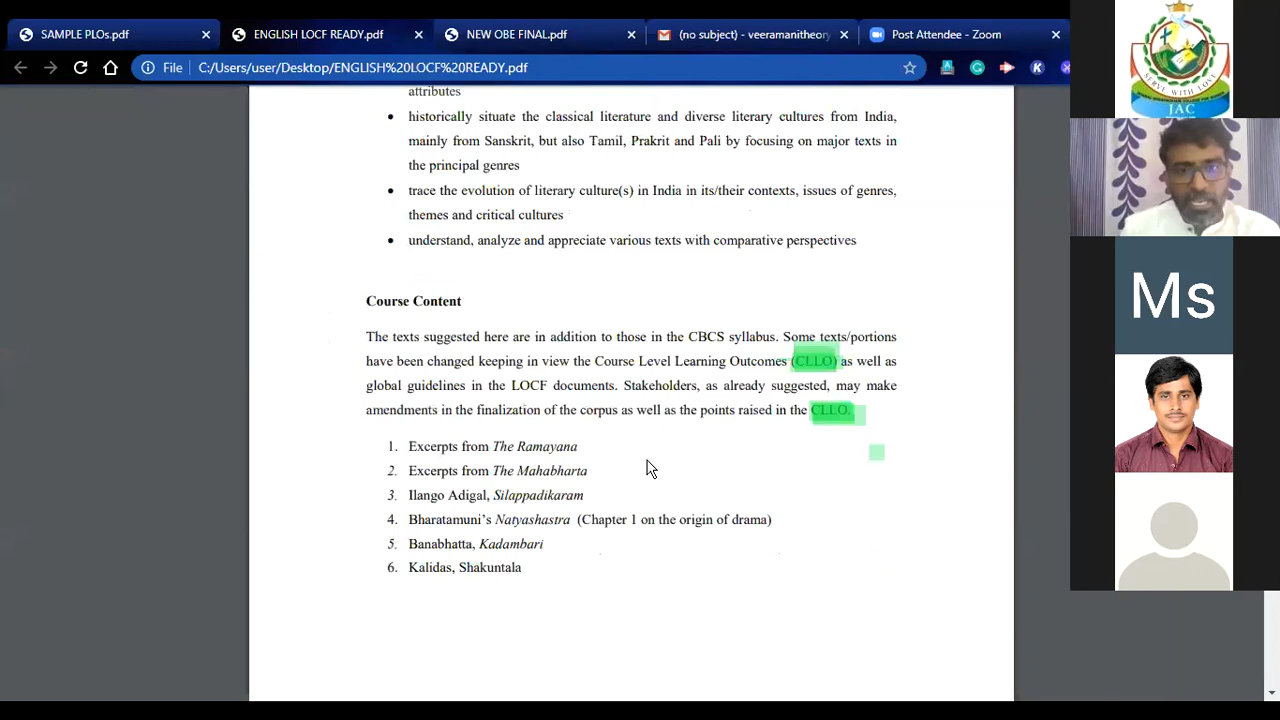 SAMPLE PLOs.pdf
ENGLISH LOCF READY.pdf
NEW OBE FINAL.pdf
(no subject) - veeramanitheory
Post Attendee - Zoom
File
C:/Users/user/Desktop/ENGLISH%20LOCF%20READY.pdf
attributes
• historically situate the classical literature and diverse literary cultures from India,
mainly from Sanskrit, but also Tamil, Prakrit and Pali by focusing on major texts in
the principal genres
• trace the evolution of literary culture(s) in India in its/their contexts, issues of genres,
themes and critical cultures
• understand, analyze and appreciate various texts with comparative perspectives
Course Content
The texts suggested here are in addition to those in the CBCS syllabus. Some texts/portions
have been changed keeping in view the Course Level Learning Outcomes (CLLO) as well as
global guidelines in the LOCF documents. Stakeholders, as already suggested, may make
amendments in the finalization of the corpus as well as the points raised in the CLLO.
1. Excerpts from The Ramayana
2. Excerpts from The Mahabharta
3. Ilango Adigal, Silappadikaram
4. Bharatamuni's Natyashastra (Chapter 1 on the origin of drama)
5. Banabhatta, Kadambari
6. Kalidas, Shakuntala
SERVE WITH LOVE
JAC
Ms